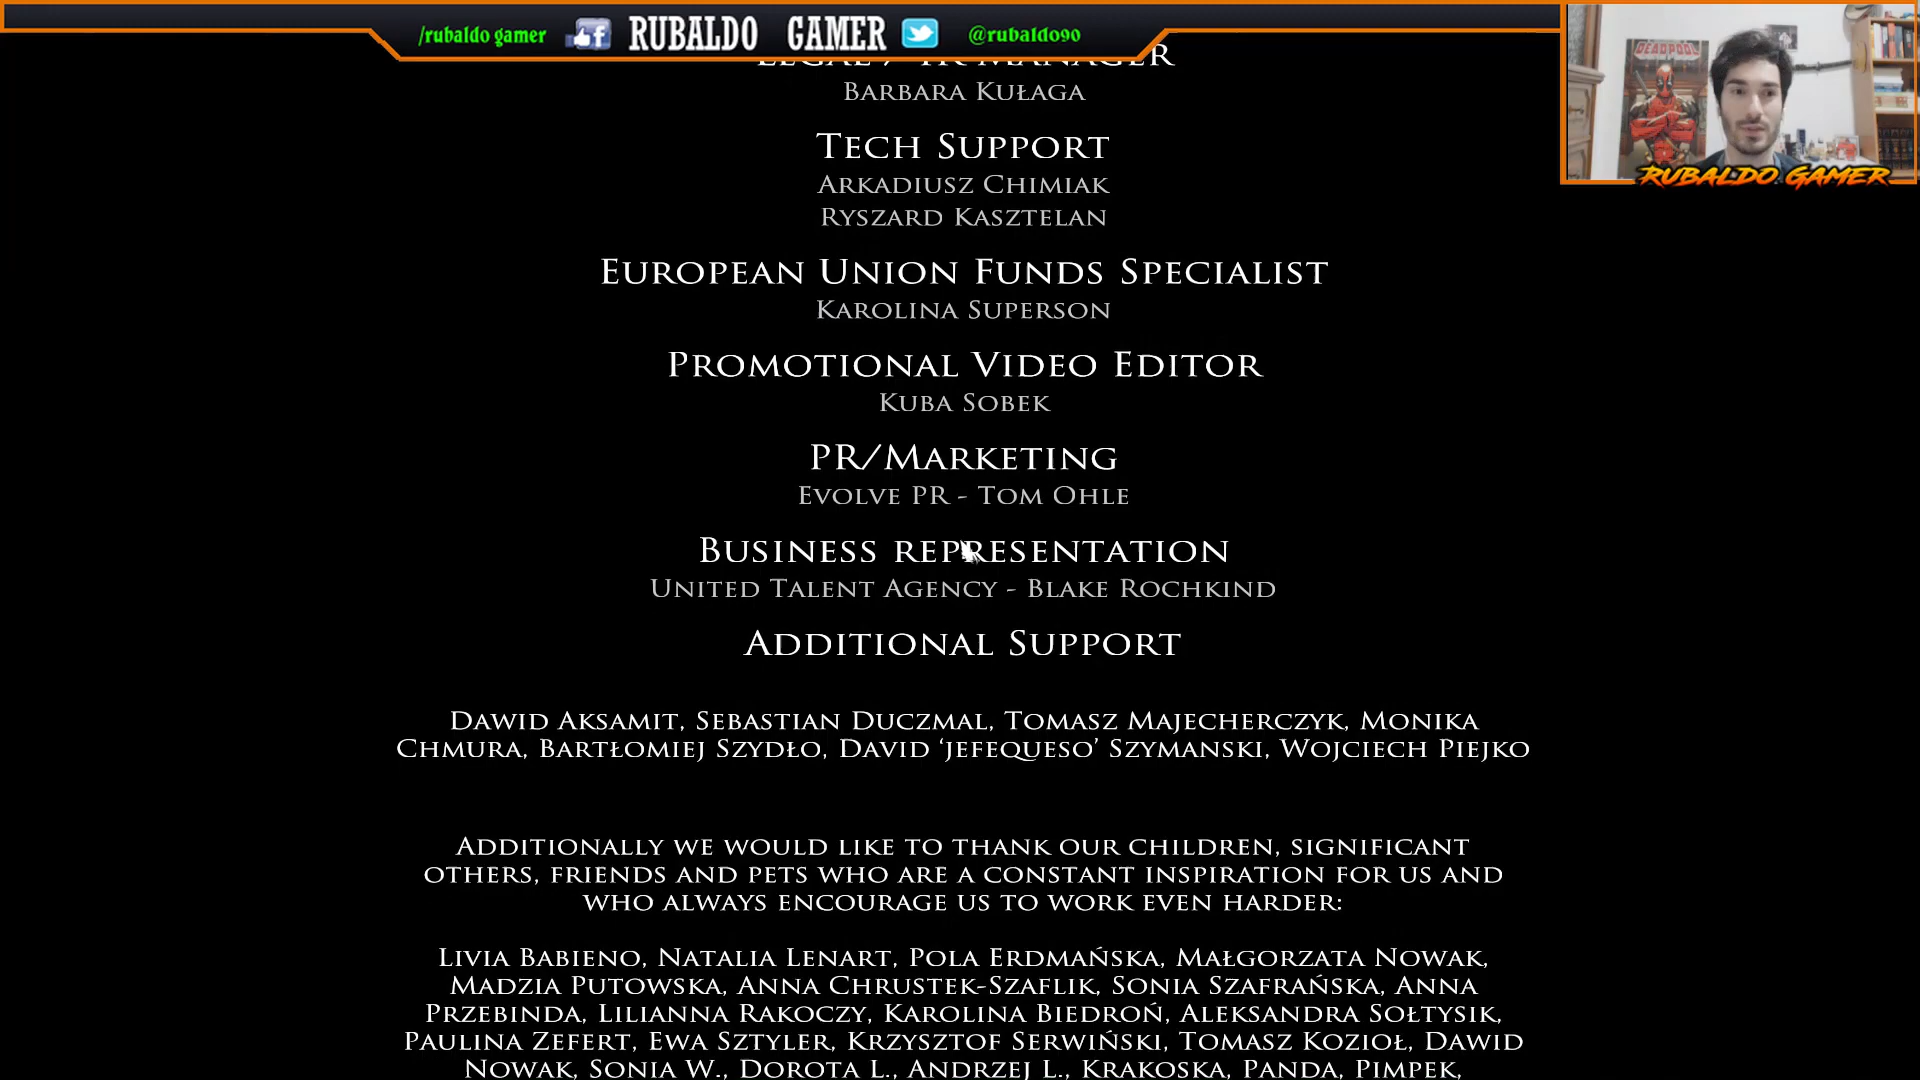 /rubaldo gamer RUBALDO GAMER @rubaldo90
DEADPOOL
RUBALDO GAMER
Legal / HR Manager
Barbara Kułaga
Tech Support
Arkadiusz Chimiak
Ryszard Kasztelan
European Union Funds Specialist
Karolina Superson
Promotional Video Editor
Kuba Sobek
PR/Marketing
Evolve PR - Tom Ohle
Business representation
United Talent Agency - Blake Rochkind
Additional Support
Dawid Aksamit, Sebastian Duczmal, Tomasz Majecherczyk, Monika
Chmura, Bartłomiej Szydło, David ‘jefequeso’ Szymanski, Wojciech Piejko
Additionally we would like to thank our children, significant
others, friends and pets who are a constant inspiration for us and
who always encourage us to work even harder:
Livia Babieno, Natalia Lenart, Pola Erdmańska, Małgorzata Nowak,
Madzia Putowska, Anna Chrustek-Szaflik, Sonia Szafrańska, Anna
Przebinda, Lilianna Rakoczy, Karolina Biedroń, Aleksandra Sołtysik,
Paulina Zefert, Ewa Sztyler, Krzysztof Serwiński, Tomasz Kozioł, Dawid
Nowak, Sonia W., Dorota L., Andrzej L., Krakoska, Panda, Pimpek,